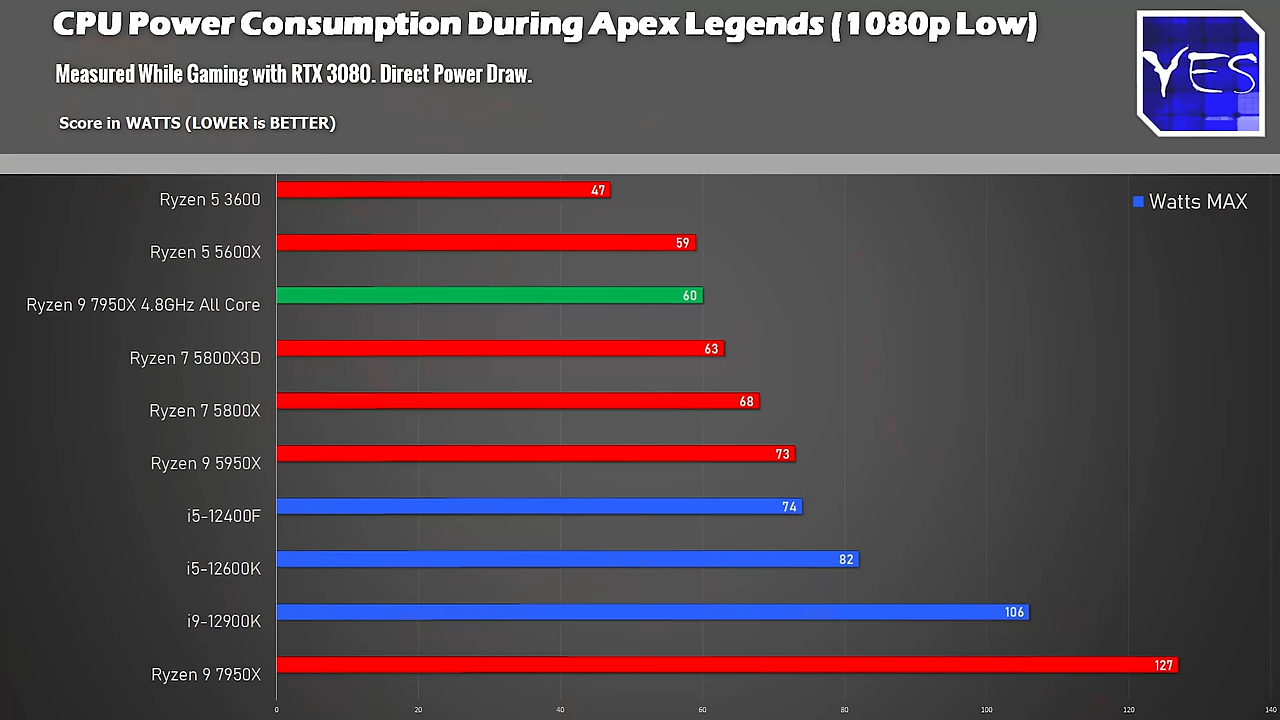 CPU Power Consumption During Apex Legends (1080p Low)
Measured While Gaming with RTX 3080. Direct Power Draw.
Score in WATTS (LOWER is BETTER)
YES
Watts MAX
Ryzen 5 3600 47
Ryzen 5 5600X 59
Ryzen 9 7950X 4.8GHz All Core 60
Ryzen 7 5800X3D 63
Ryzen 7 5800X 68
Ryzen 9 5950X 73
i5-12400F 74
i5-12600K 82
i9-12900K 106
Ryzen 9 7950X 127
0 20 40 60 80 100 120 140